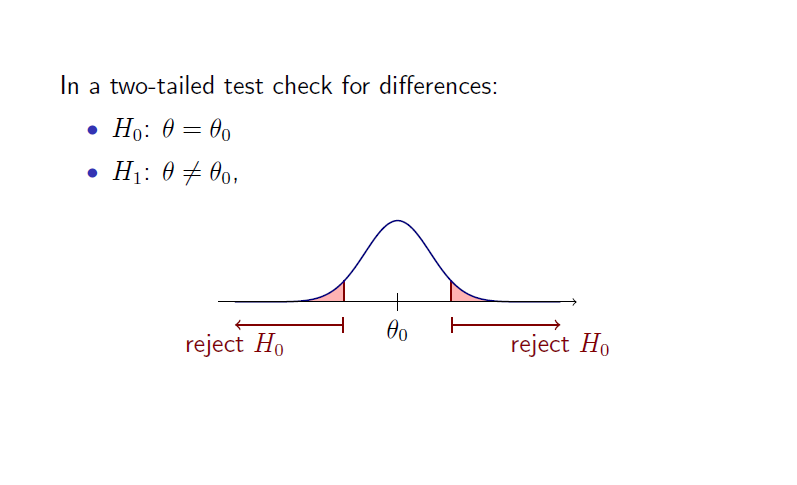 In a two-tailed test check for differences:
• H₀: θ = θ₀
• H₁: θ ≠ θ₀,
θ₀
reject H₀ reject H₀